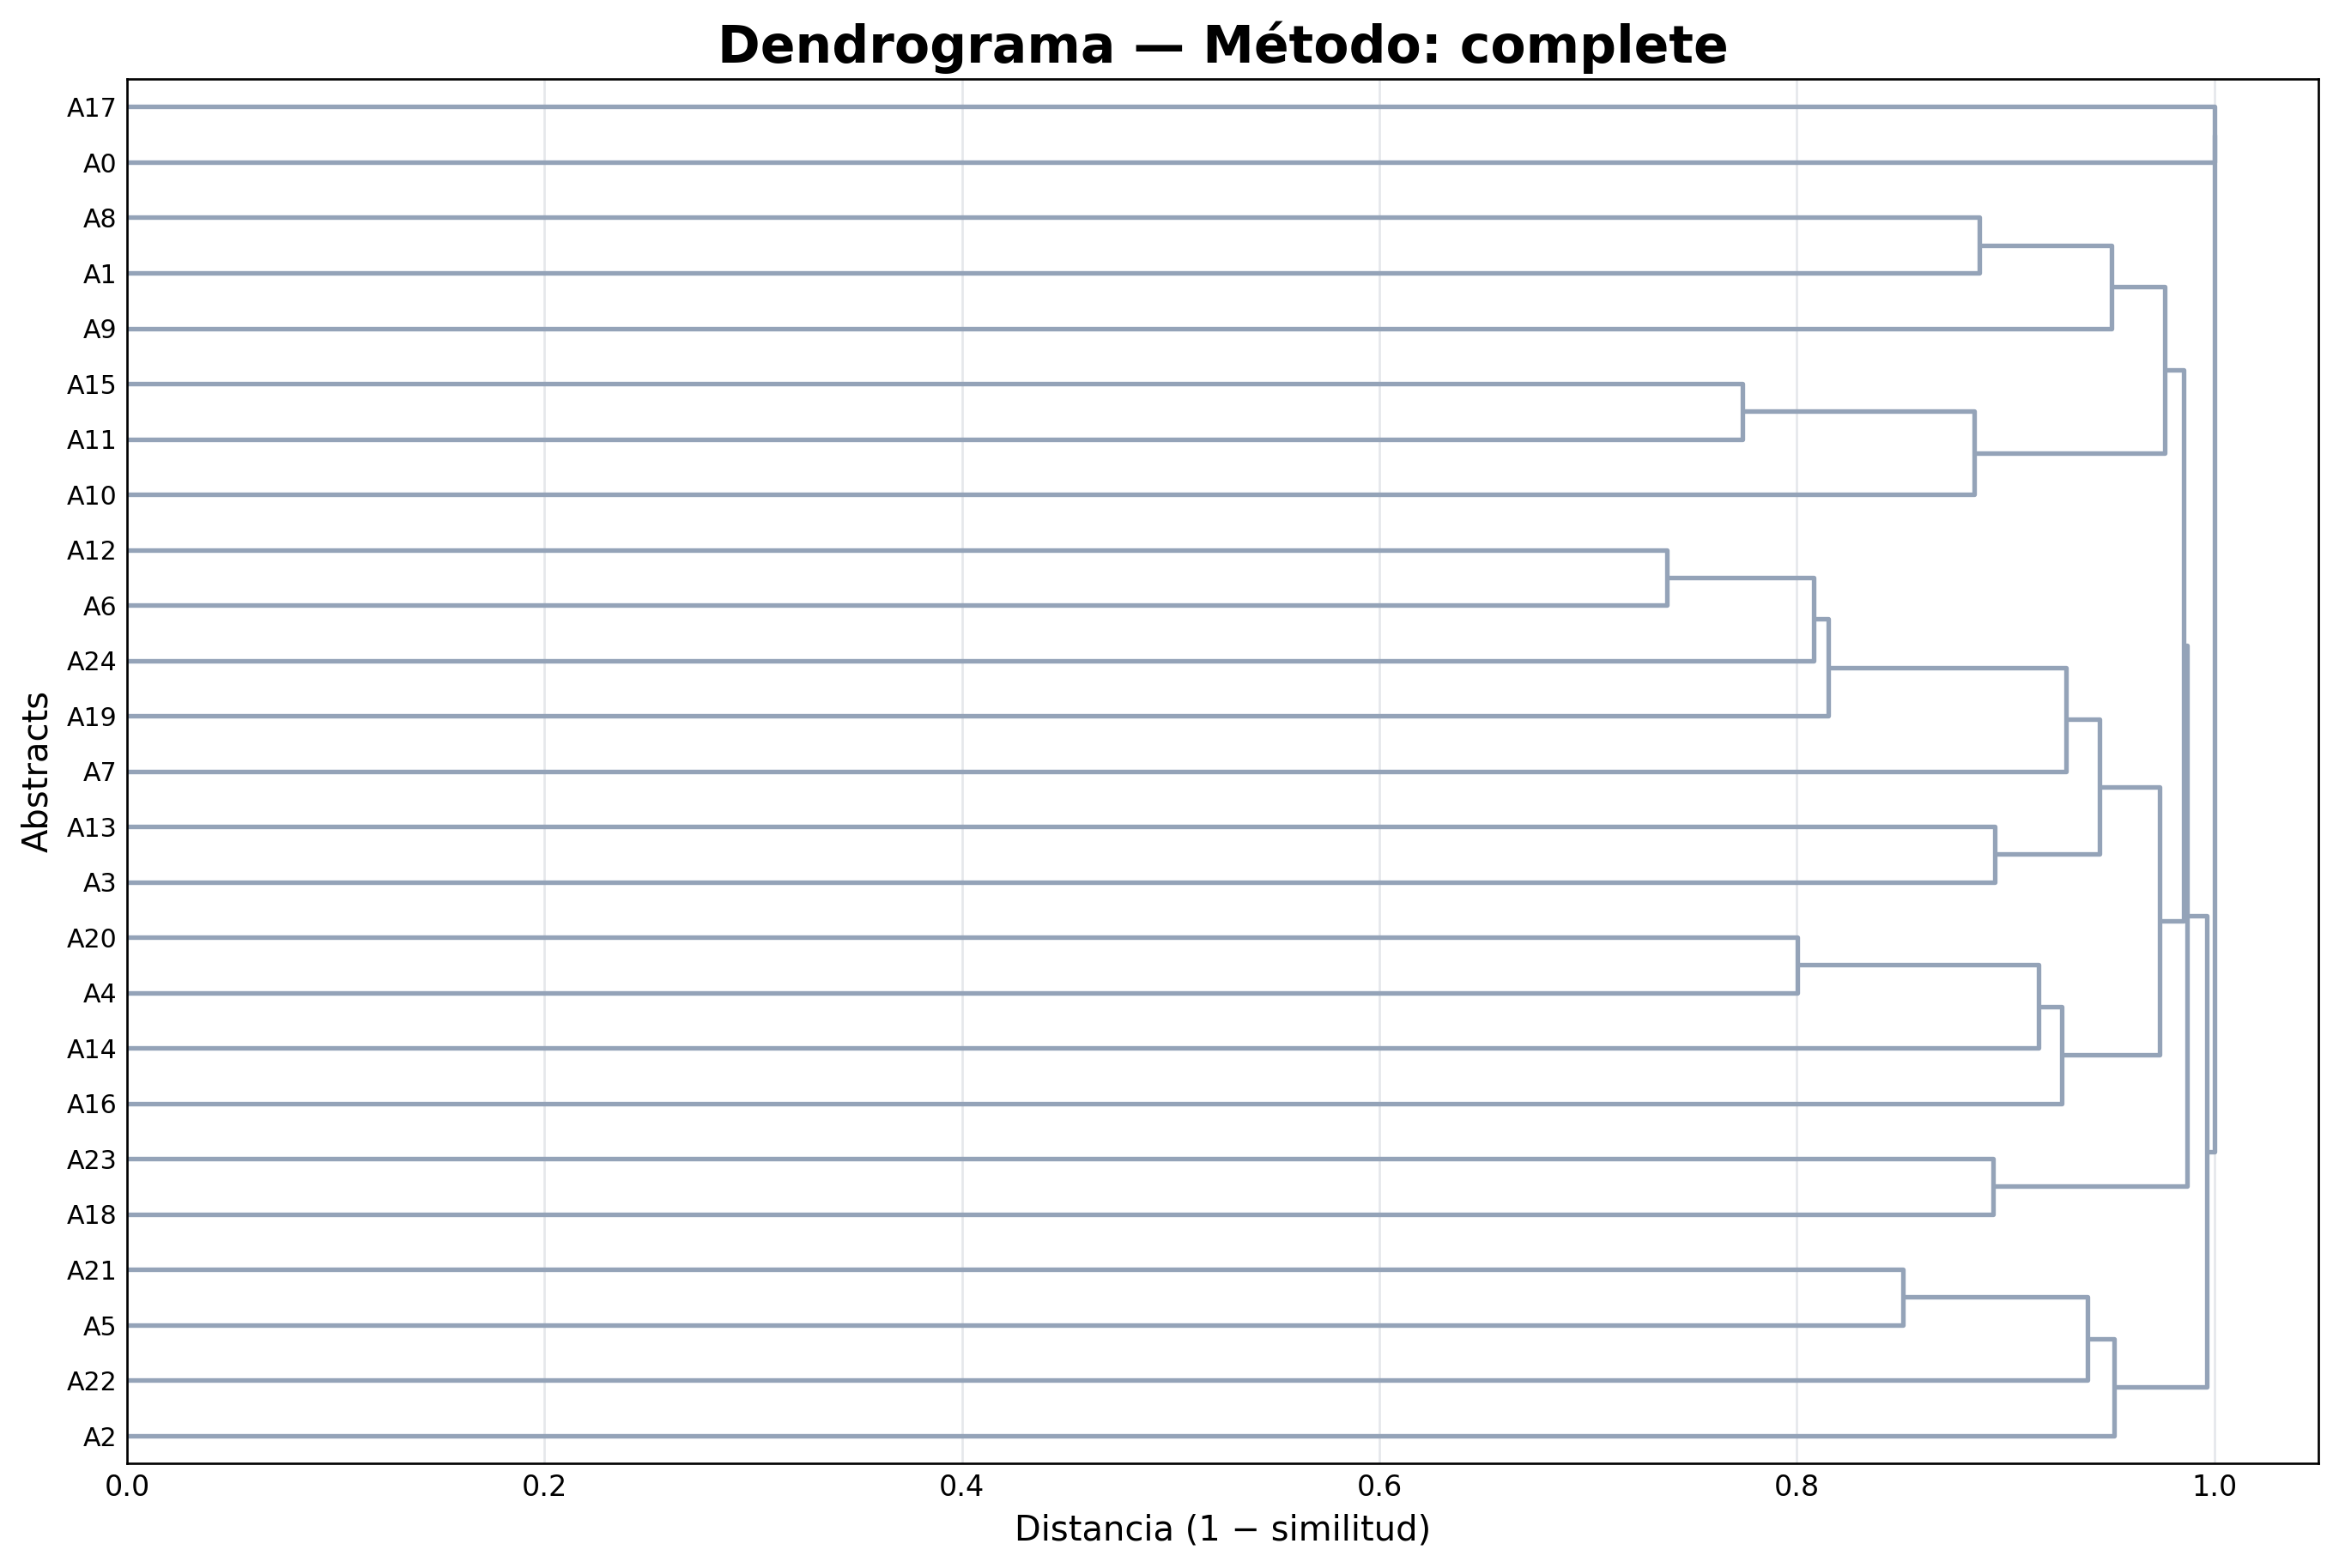 Dendrograma — Método: complete
A17
A0
A8
A1
A9
A15
A11
A10
A12
A6
A24
A19
A7
A13
A3
A20
A4
A14
A16
A23
A18
A21
A5
A22
A2
Abstracts
0.0 0.2 0.4 0.6 0.8 1.0
Distancia (1 − similitud)